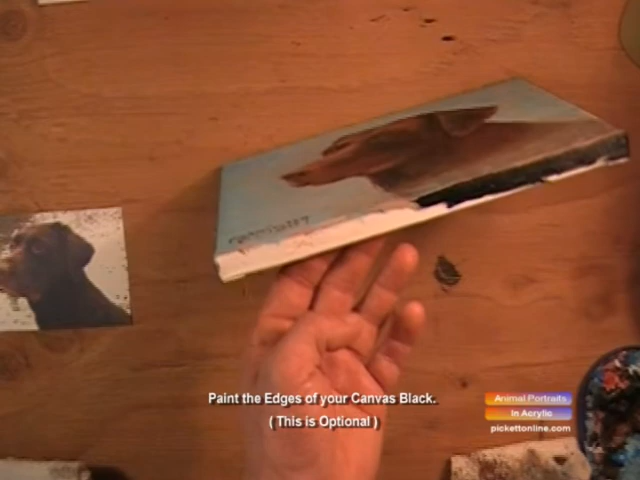 Paint the Edges of your Canvas Black.
( This is Optional )
Animal Portraits
In Acrylic
pickettonline.com